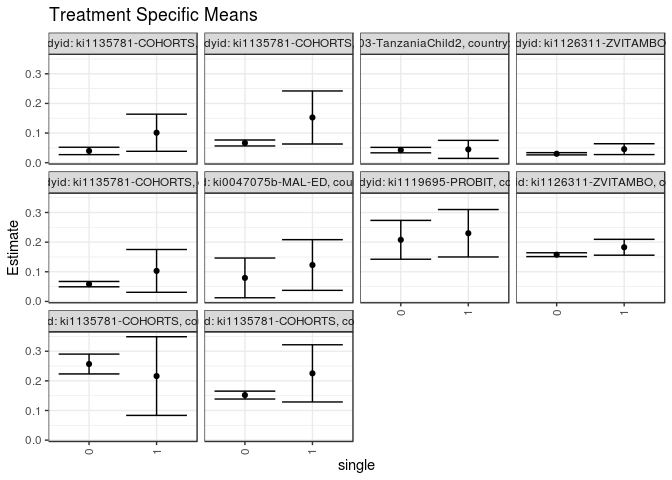 Treatment Specific Means
dyid: ki1135781-COHORTS,
dyid: ki1135781-COHORTS,
03-TanzaniaChild2, country:
dyid: ki1126311-ZVITAMBO
0.3
0.2
0.1
0.0
dyid: ki1135781-COHORTS, c
d: ki0047075b-MAL-ED, cou
dyid: ki1119695-PROBIT, co
id: ki1126311-ZVITAMBO, c
0.3
0.2
0.1
0.0
0
1
0
1
d: ki1135781-COHORTS, cou
d: ki1135781-COHORTS, co
0.3
0.2
0.1
0.0
0
1
0
1
Estimate
single